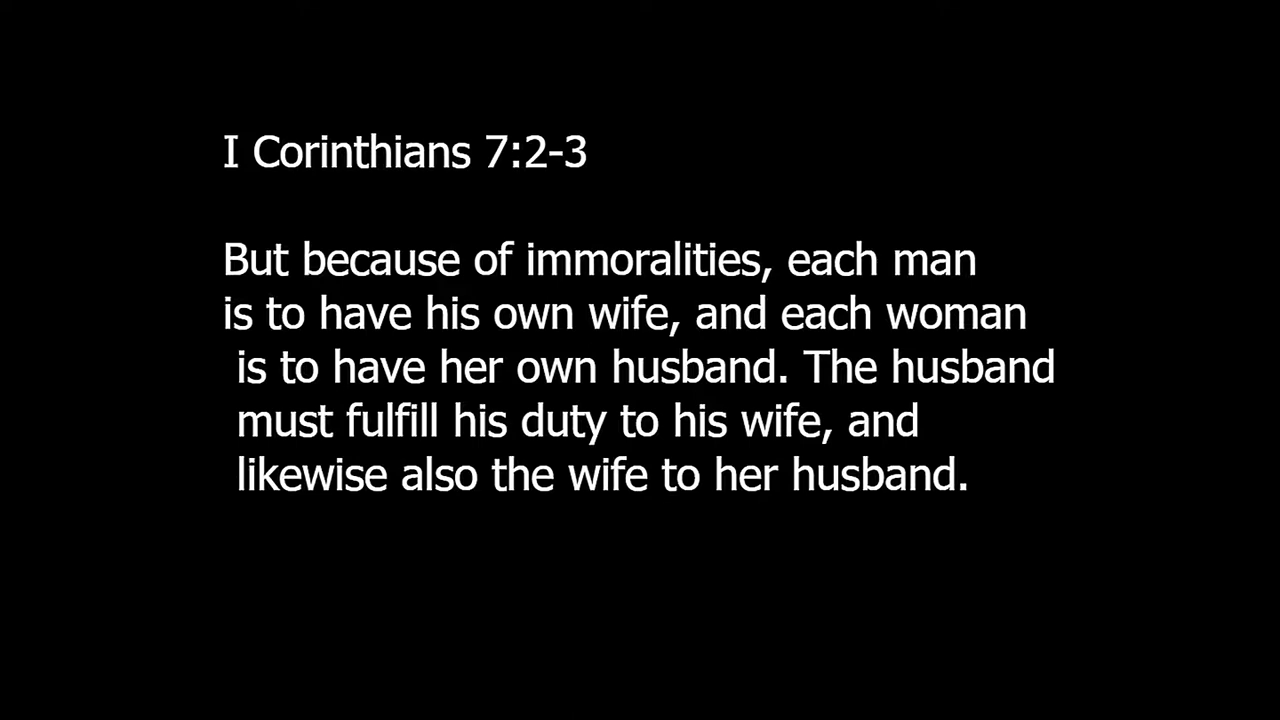 I Corinthians 7:2-3
But because of immoralities, each man
is to have his own wife, and each woman
is to have her own husband. The husband
must fulfill his duty to his wife, and
likewise also the wife to her husband.